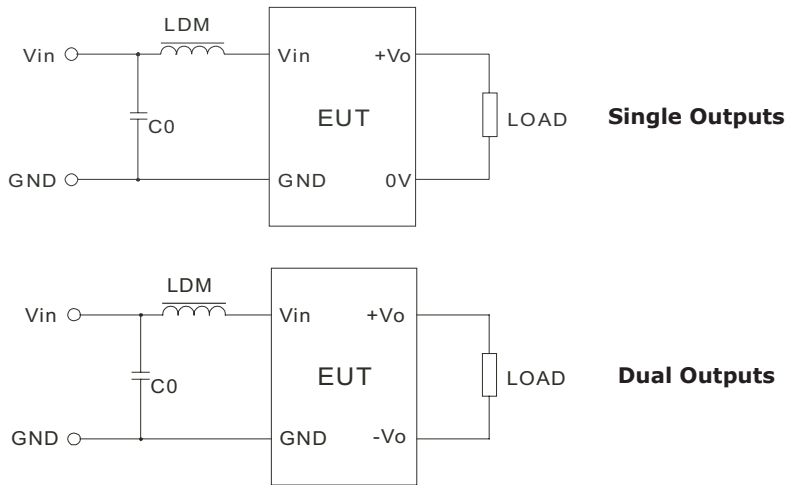 LDM
Vin Vin +Vo
C0 EUT LOAD Single Outputs
GND GND 0V
LDM
Vin Vin +Vo
C0 EUT LOAD Dual Outputs
GND GND -Vo